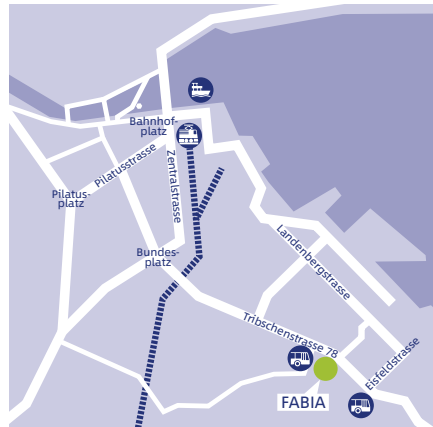 Bahnhof-
platz
Pilatusstrasse
Zentralstrasse
Pilatus-
platz
Bundes-
platz
Landenbergstrasse
Tribschenstrasse 78
Eisfeldstrasse
FABIA